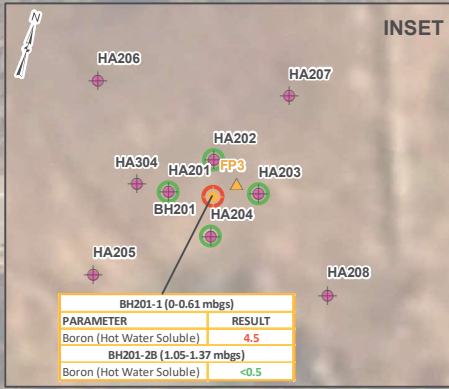 N
INSET
HA206
HA207
HA202
FP3
HA304
HA201
HA203
BH201
HA204
HA205
HA208
BH201-1 (0-0.61 mbgs)
PARAMETER RESULT
Boron (Hot Water Soluble) 4.5
BH201-2B (1.05-1.37 mbgs)
Boron (Hot Water Soluble) <0.5